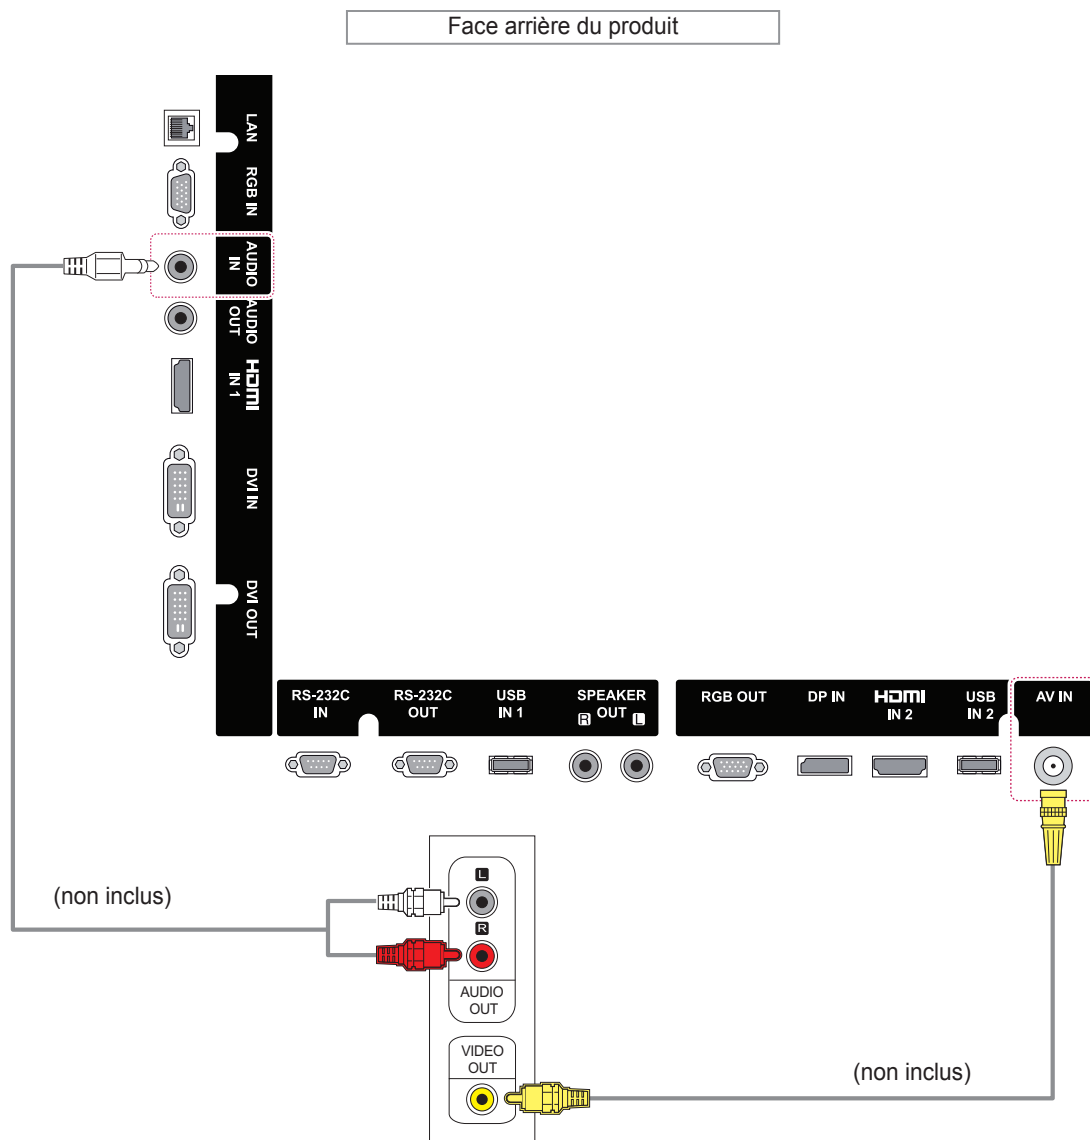 Face arrière du produit
LAN
RGB IN
AUDIO
IN
AUDIO
OUT
HDMI
IN 1
DVI IN
DVI OUT
RS-232C
IN
RS-232C
OUT
USB
IN 1
SPEAKER
R OUT L
RGB OUT
DP IN
HDMI
IN 2
USB
IN 2
AV IN
(non inclus)
L
R
AUDIO
OUT
VIDEO
OUT
(non inclus)